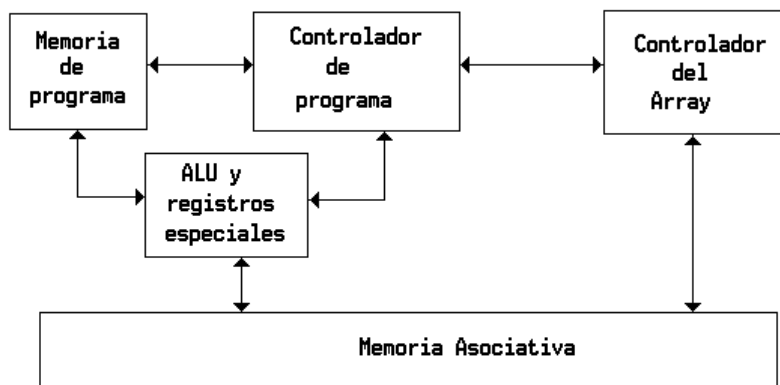 Memoria
de
programa
Controlador
de
programa
Controlador
del
Array
ALU y
registros
especiales
Memoria Asociativa